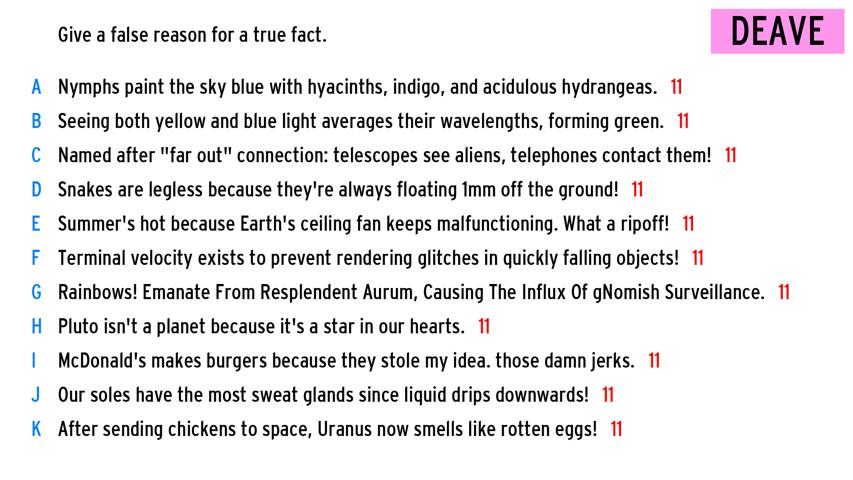 Give a false reason for a true fact.
DEAVE
A Nymphs paint the sky blue with hyacinths, indigo, and acidulous hydrangeas. 11
B Seeing both yellow and blue light averages their wavelengths, forming green. 11
C Named after "far out" connection: telescopes see aliens, telephones contact them! 11
D Snakes are legless because they're always floating 1mm off the ground! 11
E Summer's hot because Earth's ceiling fan keeps malfunctioning. What a ripoff! 11
F Terminal velocity exists to prevent rendering glitches in quickly falling objects! 11
G Rainbows! Emanate From Resplendent Aurum, Causing The Influx Of gNomish Surveillance. 11
H Pluto isn't a planet because it's a star in our hearts. 11
I McDonald's makes burgers because they stole my idea. those damn jerks. 11
J Our soles have the most sweat glands since liquid drips downwards! 11
K After sending chickens to space, Uranus now smells like rotten eggs! 11